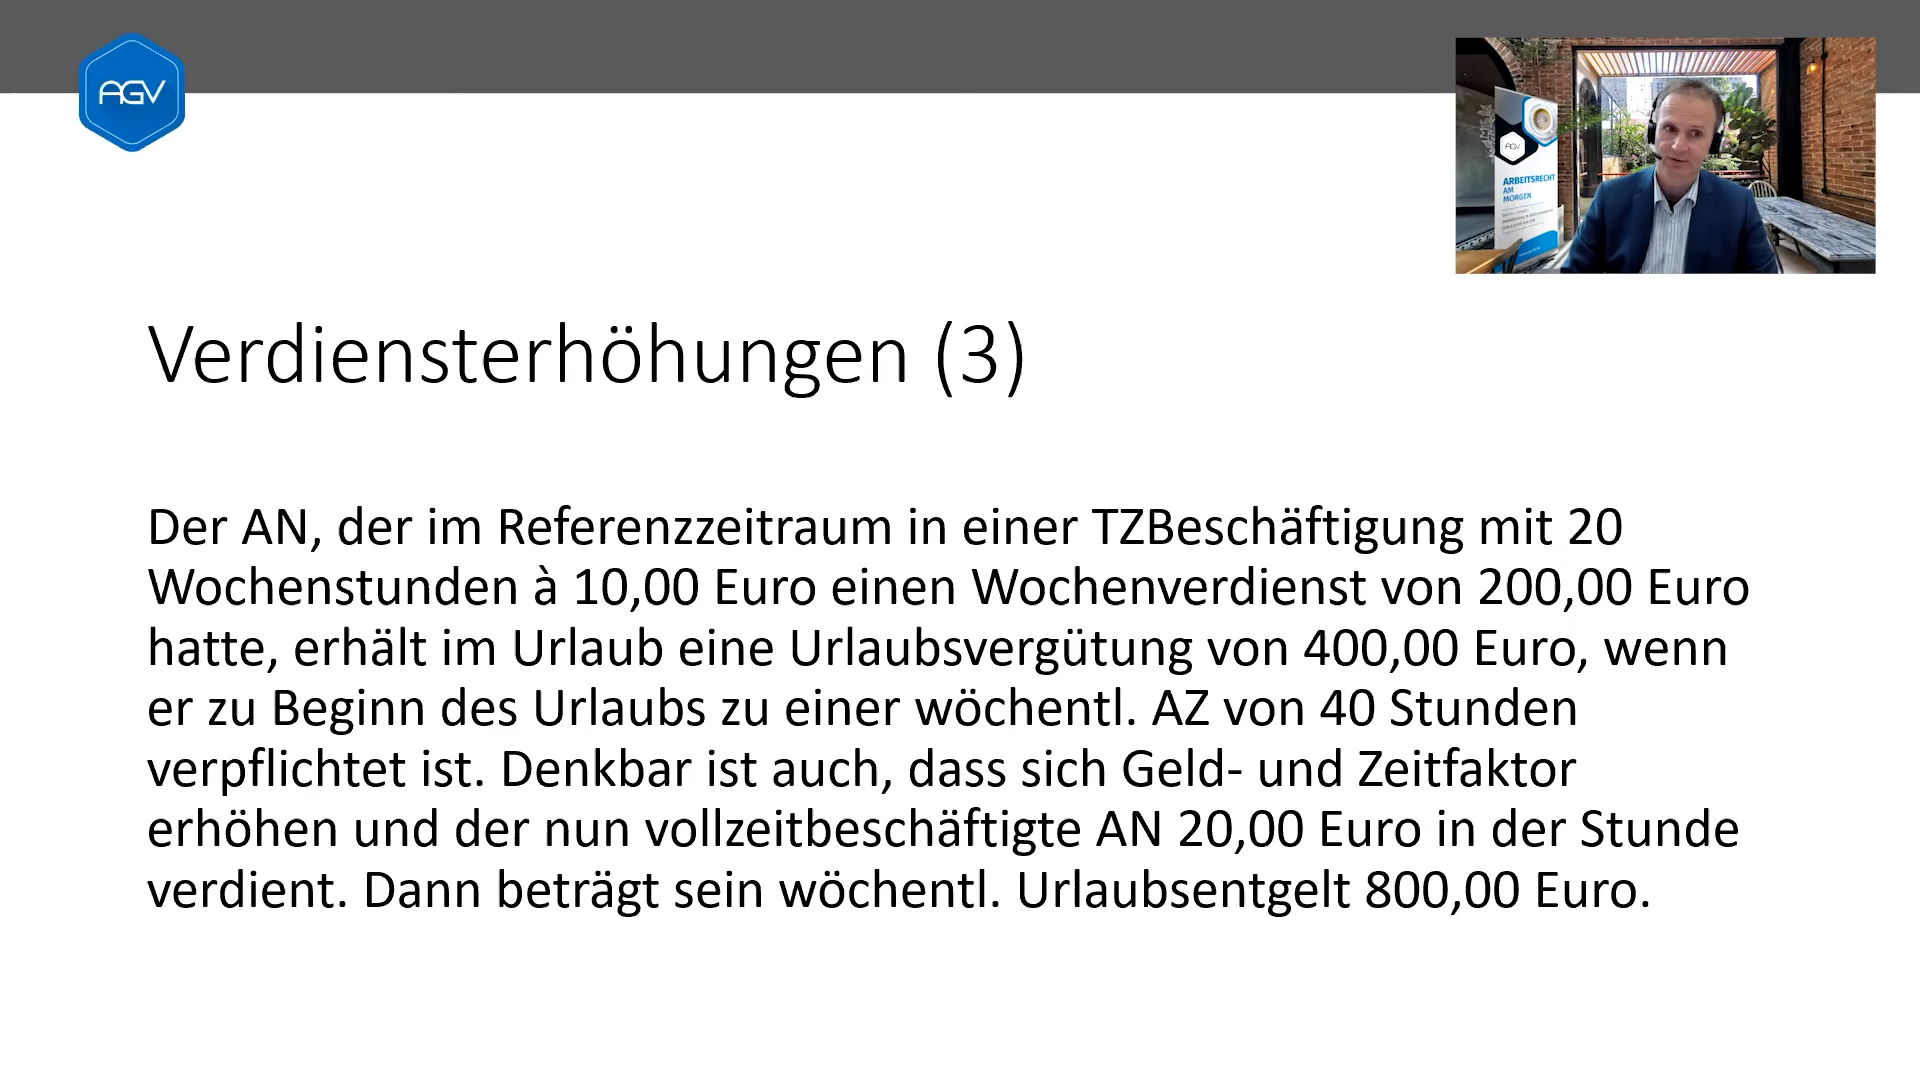 AGV
AGV
ARBEITSRECHT
AM
MORGEN
Verdiensterhöhungen (3)
Der AN, der im Referenzzeitraum in einer TZBeschäftigung mit 20
Wochenstunden à 10,00 Euro einen Wochenverdienst von 200,00 Euro
hatte, erhält im Urlaub eine Urlaubsvergütung von 400,00 Euro, wenn
er zu Beginn des Urlaubs zu einer wöchentl. AZ von 40 Stunden
verpflichtet ist. Denkbar ist auch, dass sich Geld- und Zeitfaktor
erhöhen und der nun vollzeitbeschäftigte AN 20,00 Euro in der Stunde
verdient. Dann beträgt sein wöchentl. Urlaubsentgelt 800,00 Euro.